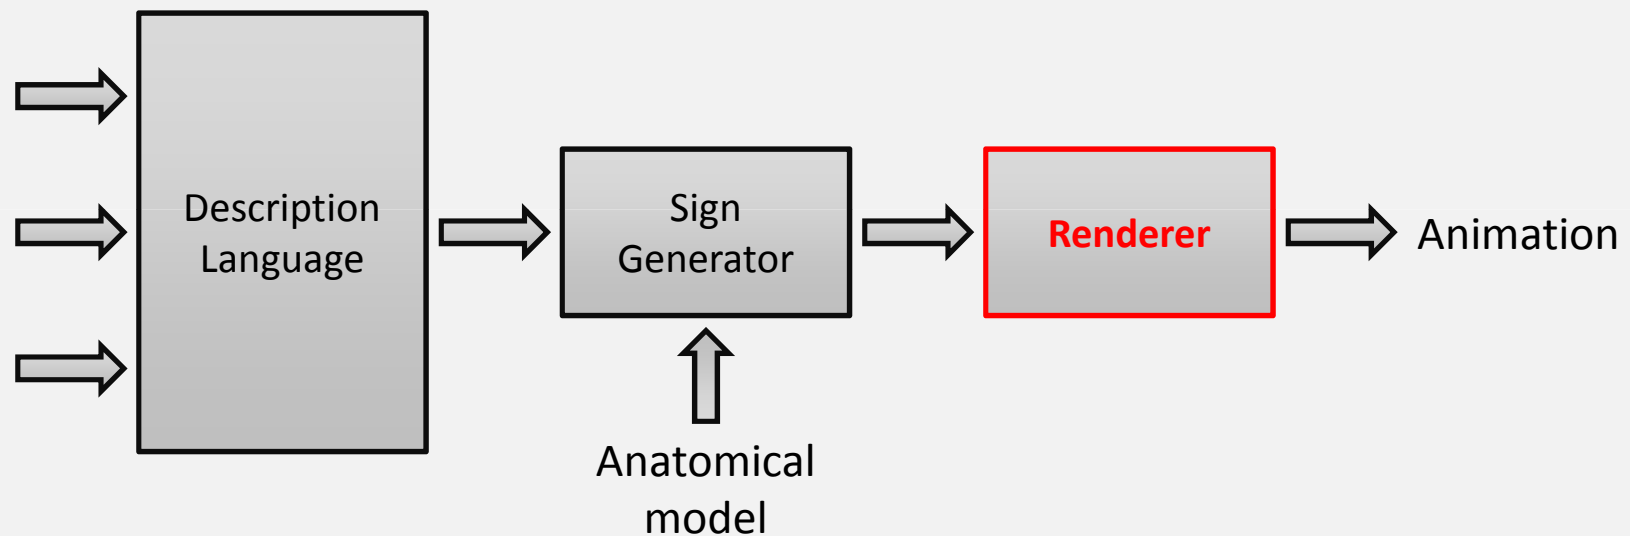 Description
Language
Sign
Generator
Renderer
Animation
Anatomical
model